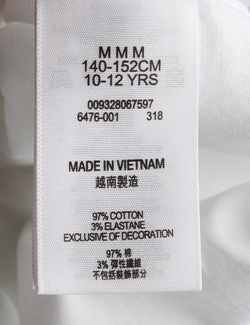 M M M
140-152CM
10-12 YRS
009328067597
6476-001 318
MADE IN VIETNAM
越南製造
97% COTTON
3% ELASTANE
EXCLUSIVE OF DECORATION
97% 棉
3% 彈性纖維
不包括裝飾部分